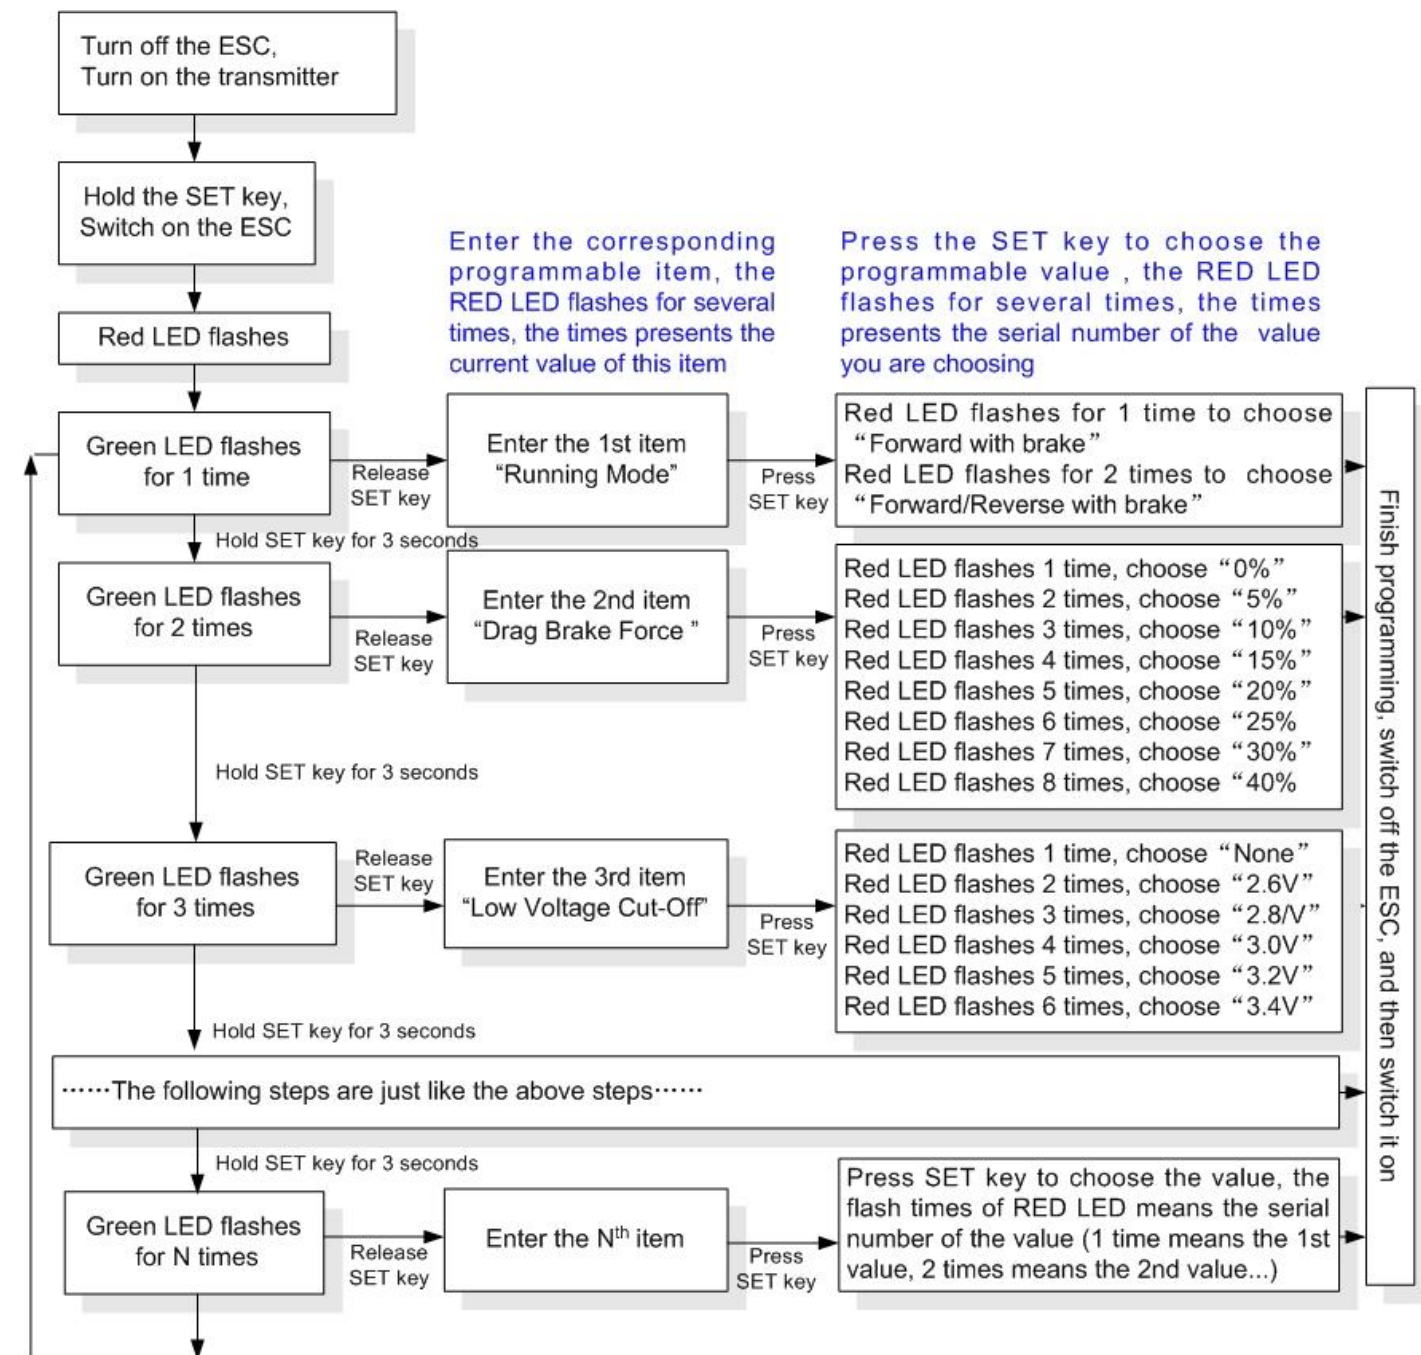 Turn off the ESC,
Turn on the transmitter
Hold the SET key,
Switch on the ESC
Red LED flashes
Enter the corresponding
programmable item, the
RED LED flashes for several
times, the times presents the
current value of this item
Press the SET key to choose the
programmable value , the RED LED
flashes for several times, the times
presents the serial number of the value
you are choosing
Green LED flashes
for 1 time
Release
SET key
Enter the 1st item
“Running Mode”
Press
SET key
Red LED flashes for 1 time to choose
“Forward with brake”
Red LED flashes for 2 times to choose
“Forward/Reverse with brake”
Hold SET key for 3 seconds
Green LED flashes
for 2 times
Release
SET key
Enter the 2nd item
“Drag Brake Force ”
Press
SET key
Red LED flashes 1 time, choose “0%”
Red LED flashes 2 times, choose “5%”
Red LED flashes 3 times, choose “10%”
Red LED flashes 4 times, choose “15%”
Red LED flashes 5 times, choose “20%”
Red LED flashes 6 times, choose “25%
Red LED flashes 7 times, choose “30%”
Red LED flashes 8 times, choose “40%
Hold SET key for 3 seconds
Green LED flashes
for 3 times
Release
SET key
Enter the 3rd item
“Low Voltage Cut-Off”
Press
SET key
Red LED flashes 1 time, choose “None”
Red LED flashes 2 times, choose “2.6V”
Red LED flashes 3 times, choose “2.8/V”
Red LED flashes 4 times, choose “3.0V”
Red LED flashes 5 times, choose “3.2V”
Red LED flashes 6 times, choose “3.4V”
Hold SET key for 3 seconds
······The following steps are just like the above steps······
Hold SET key for 3 seconds
Green LED flashes
for N times
Release
SET key
Enter the Nth item
Press
SET key
Press SET key to choose the value, the
flash times of RED LED means the serial
number of the value (1 time means the 1st
value, 2 times means the 2nd value...)
Finish programming, switch off the ESC, and then switch it on